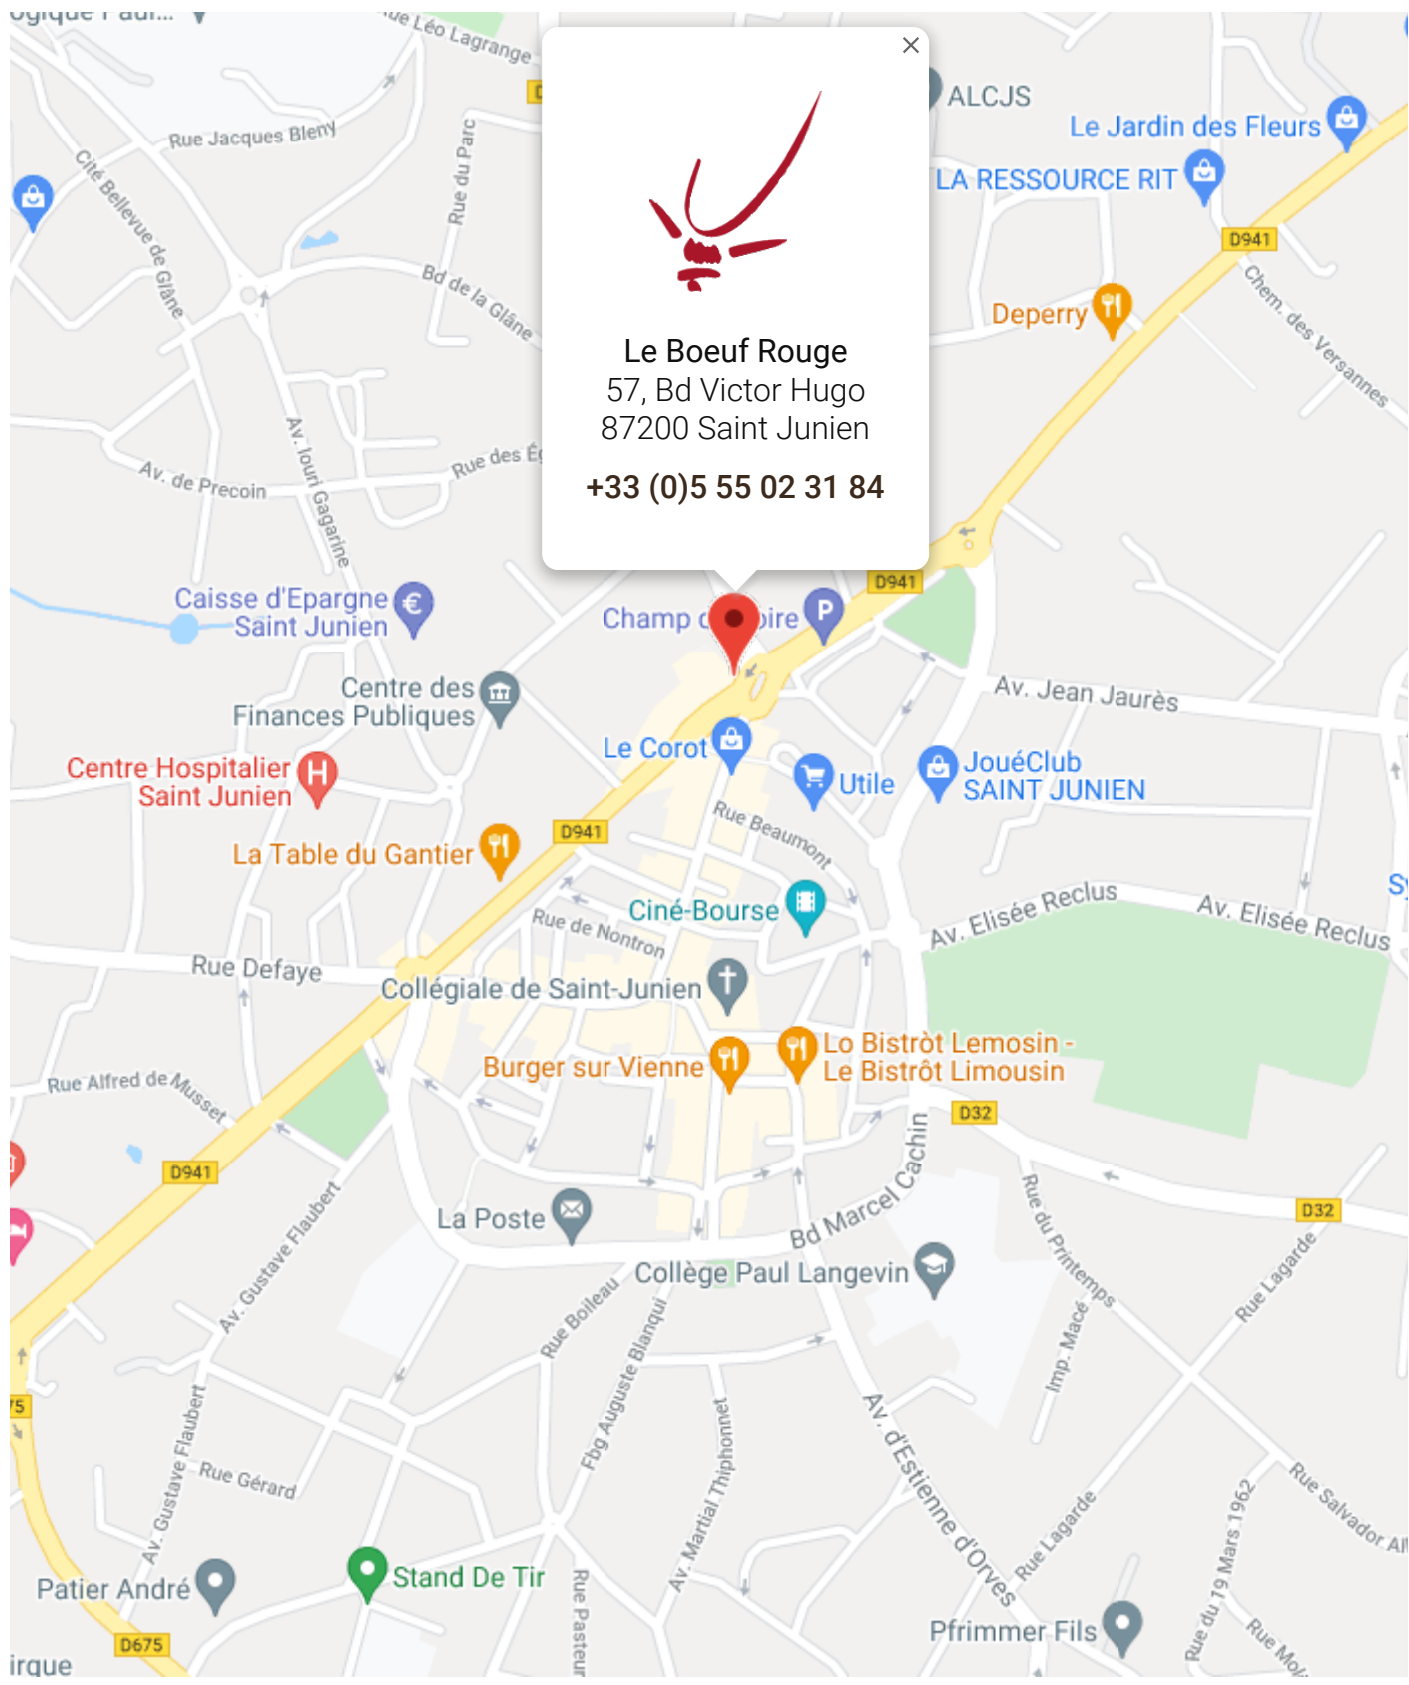 Rue Léo Lagrange
ALCJS
Le Jardin des Fleurs
Rue Jacques Bleny
Rue du Parc
LA RESSOURCE RIT
Cité Bellevue de Glâne
D941
Bd de la Glâne
Chem. des Versannes
Deperry
Le Boeuf Rouge
57, Bd Victor Hugo
87200 Saint Junien
+33 (0)5 55 02 31 84
Av. Iouri Gagarine
Rue des
Av. de Precoin
D941
Caisse d'Epargne
Saint Junien
Champ
P
Centre des
Finances Publiques
Av. Jean Jaurès
Le Corot
Centre Hospitalier
Saint Junien
H
JouéClub
SAINT JUNIEN
Utile
Rue Beaumont
D941
La Table du Gantier
Ciné-Bourse
Av. Elisée Reclus
Av. Elisée Reclus
Rue de Nontron
Rue Defaye
Collégiale de Saint-Junien
Lo Bistròt Lemosin -
Le Bistrôt Limousin
Burger sur Vienne
Rue Alfred de Musset
D32
D941
Bd Marcel Cachin
D32
La Poste
Av. Gustave Flaubert
Rue du Printemps
Rue Lagarde
Collège Paul Langevin
Rue Boileau
Fbg Auguste Blanqui
Imp. Macé
Av. Gustave Flaubert
Av. Martial Thiphonnet
Av. d'Estienne d'Orves
Rue Gérard
Rue Lagarde
Rue du 19 Mars 1962
Rue Salvador
Stand De Tir
Patier André
Rue Pasteur
Pfrimmer Fils
D675
Rue